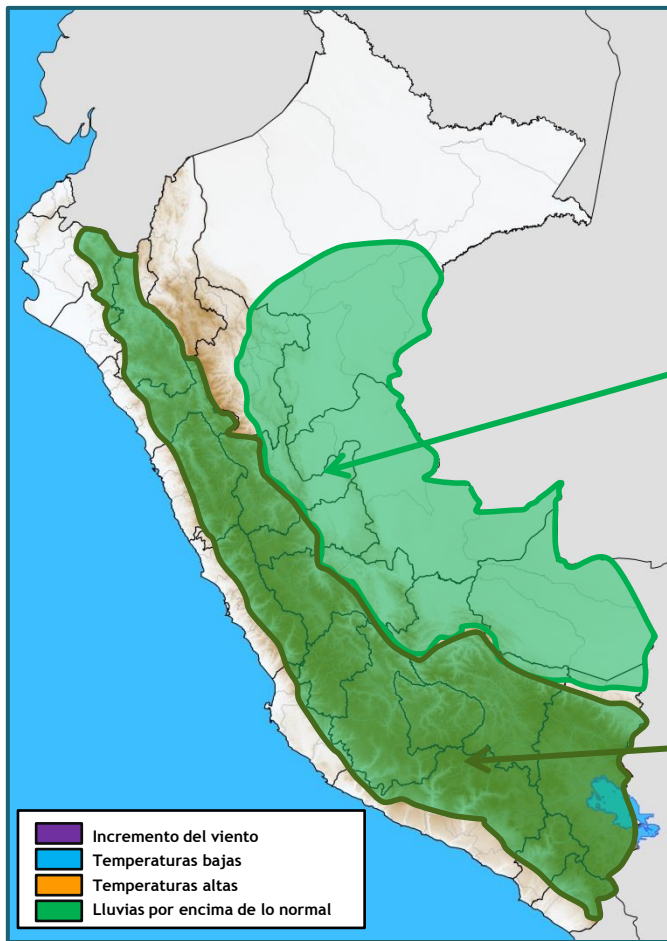 Incremento del viento
Temperaturas bajas
Temperaturas altas
Lluvias por encima de lo normal